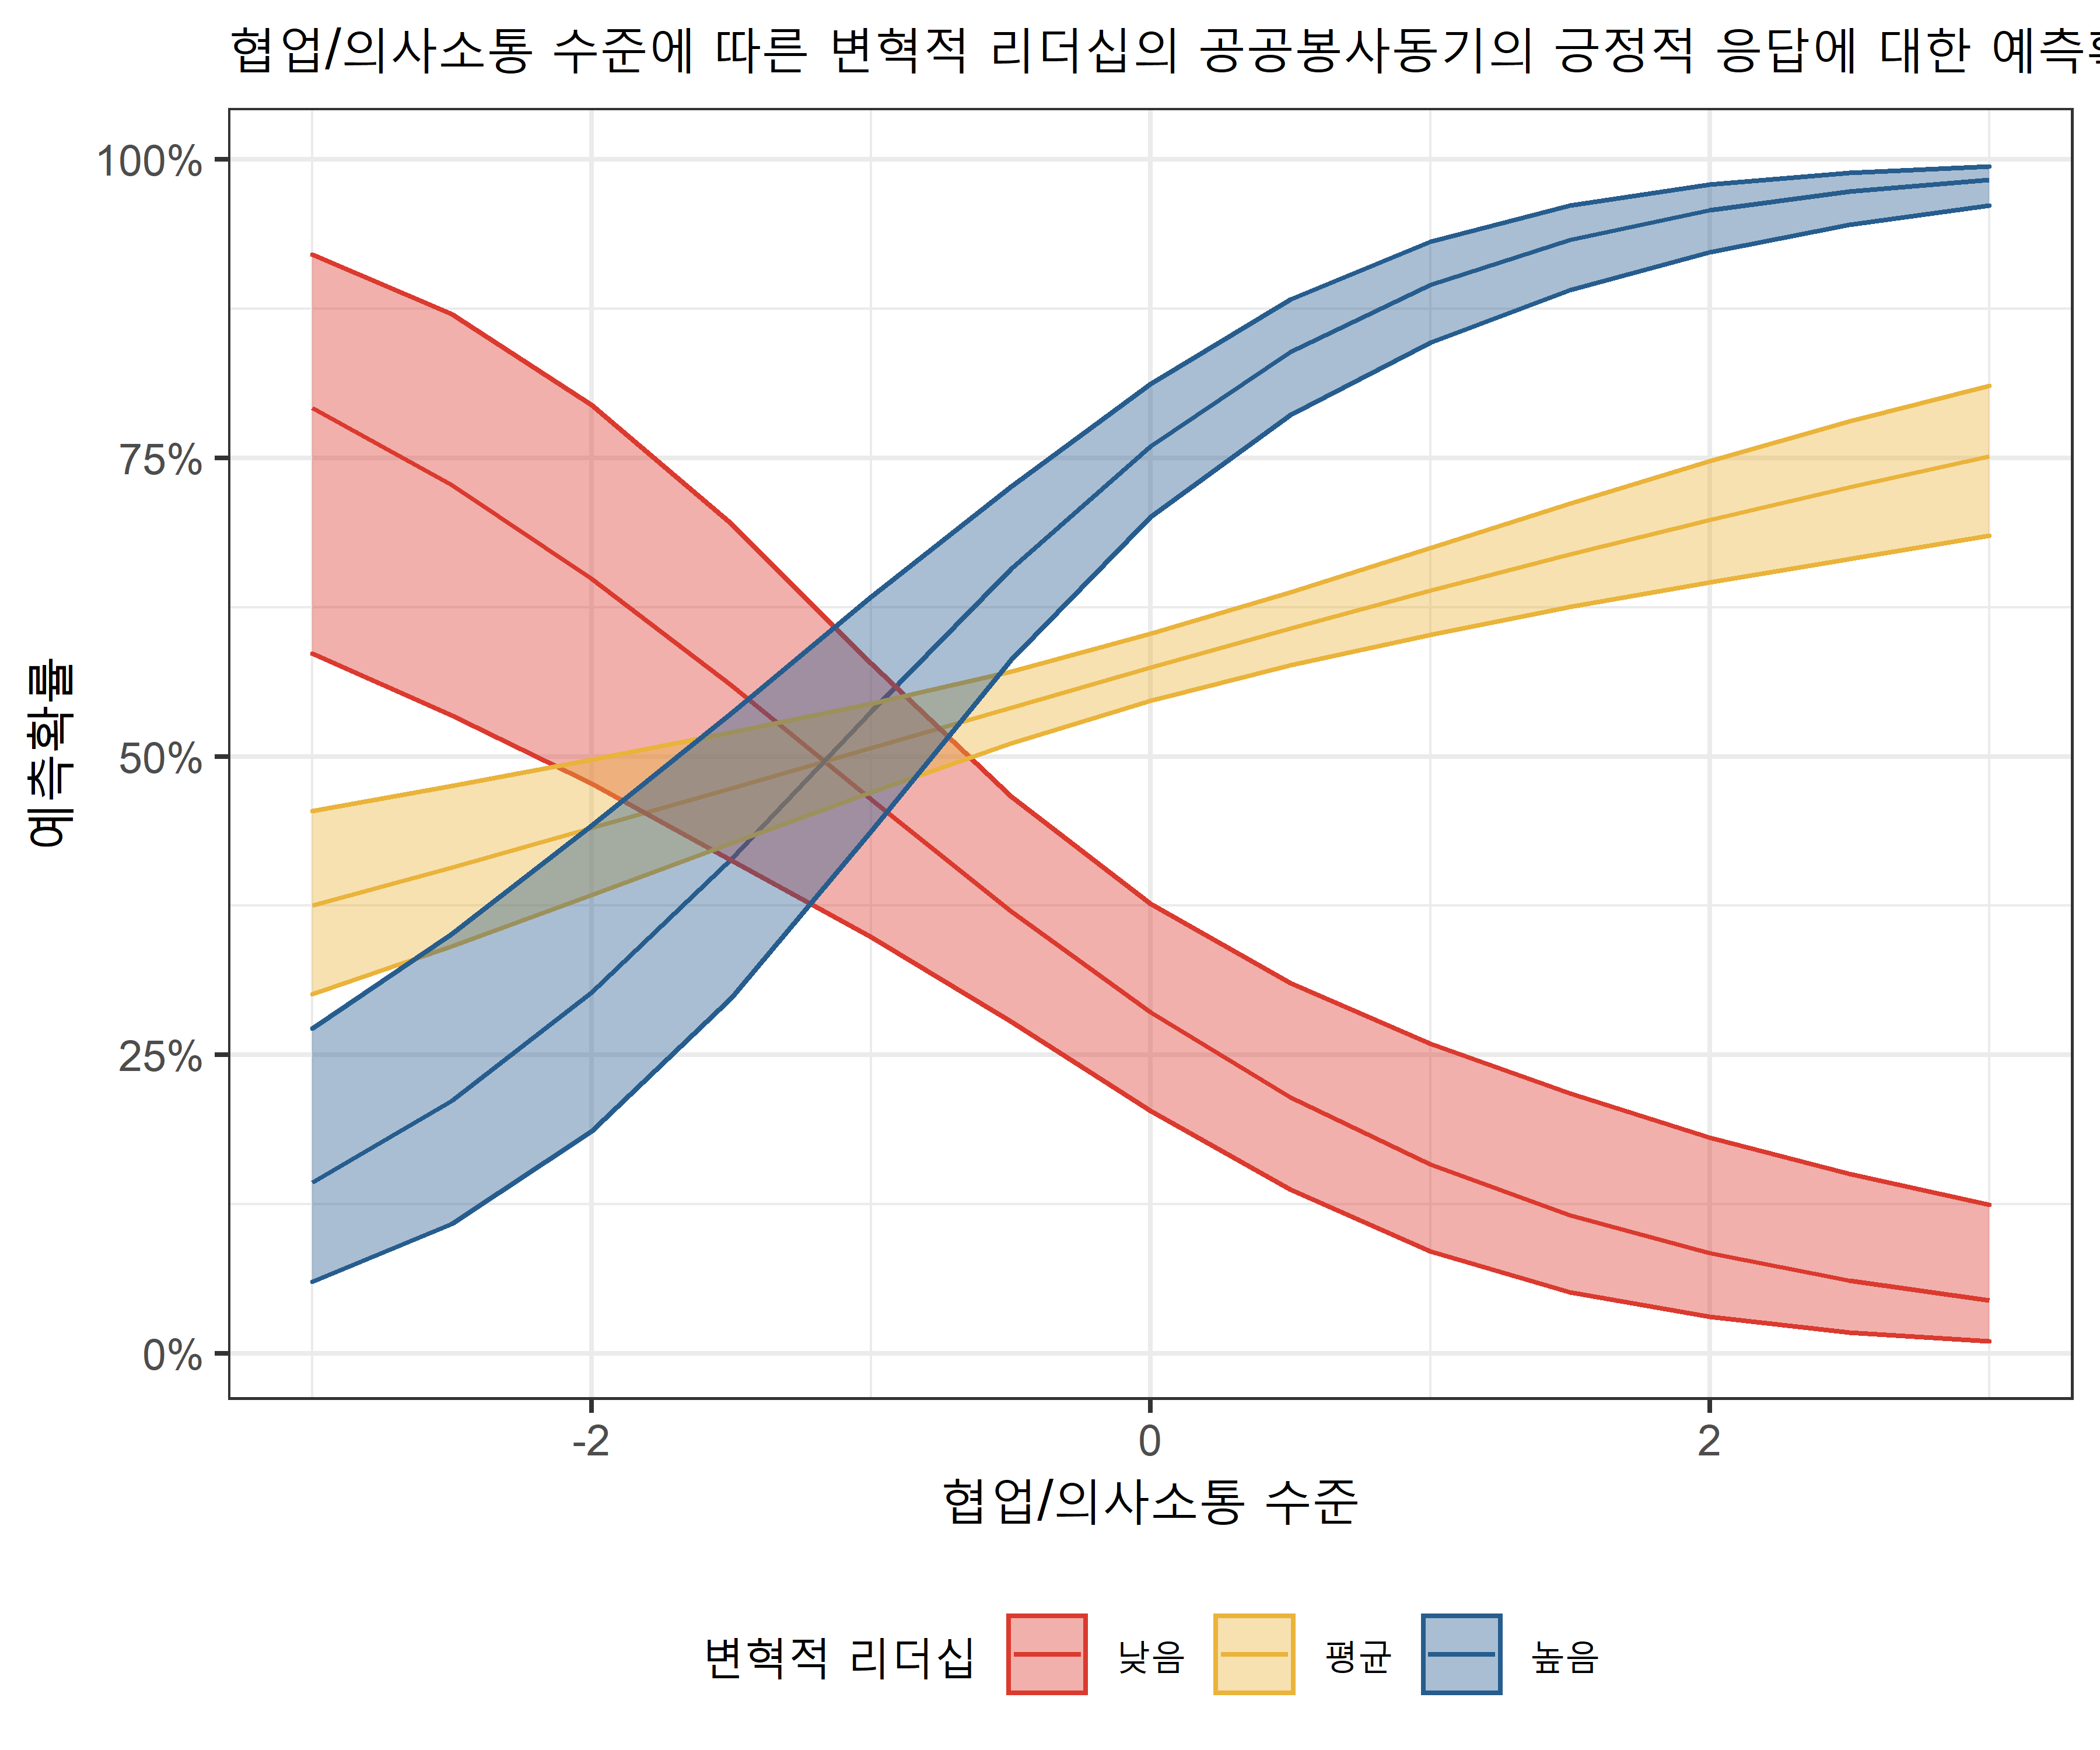 협업/의사소통 수준에 따른 변혁적 리더십의 공공봉사동기의 긍정적 응답에 대한
100%
75%
50%
25%
0%
예측확률
-2 0 2
협업/의사소통 수준
변혁적 리더십 낮음 평균 높음